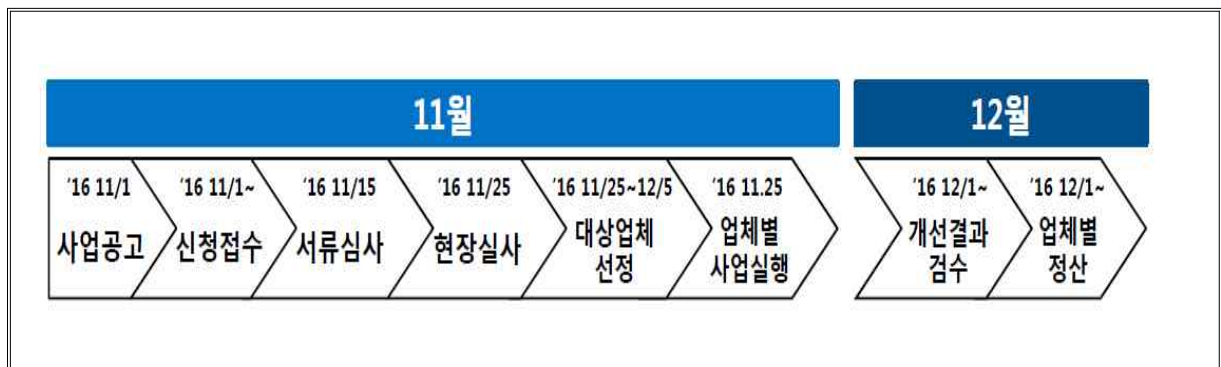 11월
12월
'16 11/1
사업공고
'16 11/1~
신청접수
'16 11/15
서류심사
'16 11/25
현장실사
'16 11/25~12/5
대상업체
선정
'16 11.25
업체별
사업실행
'16 12/1~
개선결과
검수
'16 12/1~
업체별
정산